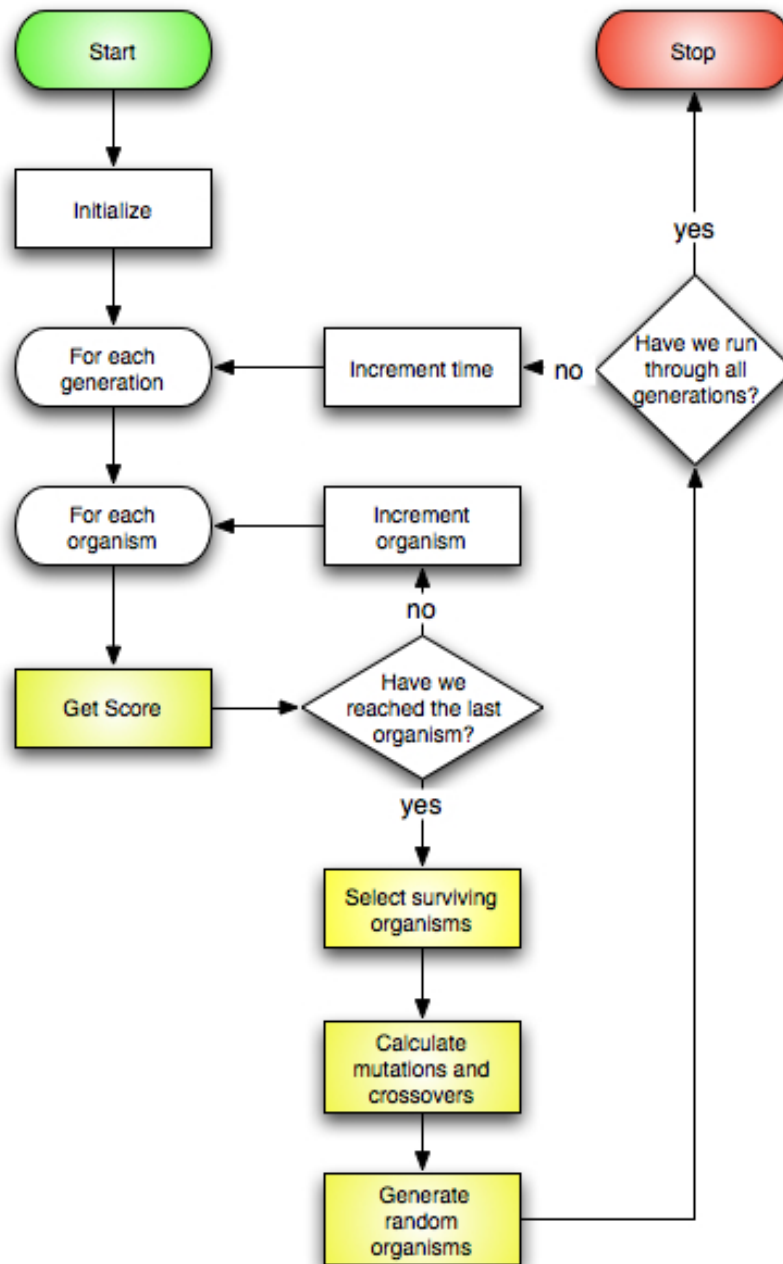 Start
Stop
Initialize
yes
For each
generation
Increment time
no
Have we run
through all
generations?
For each
organism
Increment
organism
no
Get Score
Have we
reached the last
organism?
yes
Select surviving
organisms
Calculate
mutations and
crossovers
Generate
random
organisms